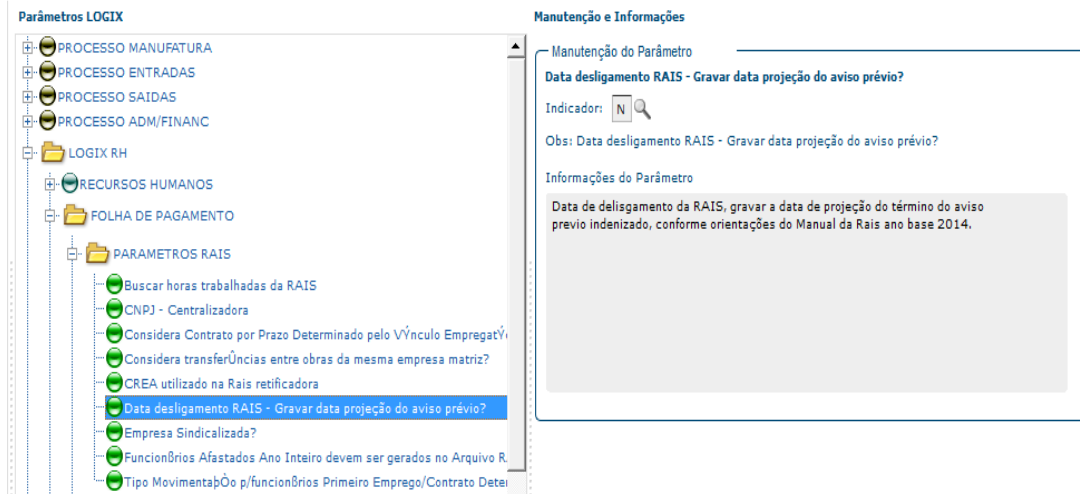 Parâmetros LOGIX
PROCESSO MANUFATURA
PROCESSO ENTRADAS
PROCESSO SAIDAS
PROCESSO ADM/FINANC
LOGIX RH
RECURSOS HUMANOS
FOLHA DE PAGAMENTO
PARAMETROS RAIS
Buscar horas trabalhadas da RAIS
CNPJ - Centralizadora
Considera Contrato por Prazo Determinado pelo VÝnculo EmpregatÝ
Considera transferÛncias entre obras da mesma empresa matriz?
CREA utilizado na Rais retificadora
Data desligamento RAIS - Gravar data projeção do aviso prévio?
Empresa Sindicalizada?
Funcionßrios Afastados Ano Inteiro devem ser gerados no Arquivo R
Tipo MovimentaþÒo p/funcionßrios Primeiro Emprego/Contrato Deter
Manutenção e Informações
Manutenção do Parâmetro
Data desligamento RAIS - Gravar data projeção do aviso prévio?
Indicador: N
Obs: Data desligamento RAIS - Gravar data projeção do aviso prévio?
Informações do Parâmetro
Data de delisgamento da RAIS, gravar a data de projeção do término do aviso
previo indenizado, conforme orientações do Manual da Rais ano base 2014.